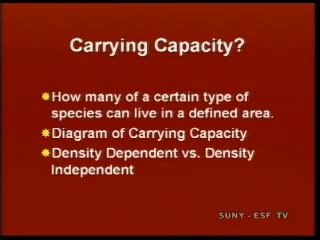 Carrying Capacity?
How many of a certain type of
species can live in a defined area.
Diagram of Carrying Capacity
Density Dependent vs. Density
Independent
SUNY - ESF TV